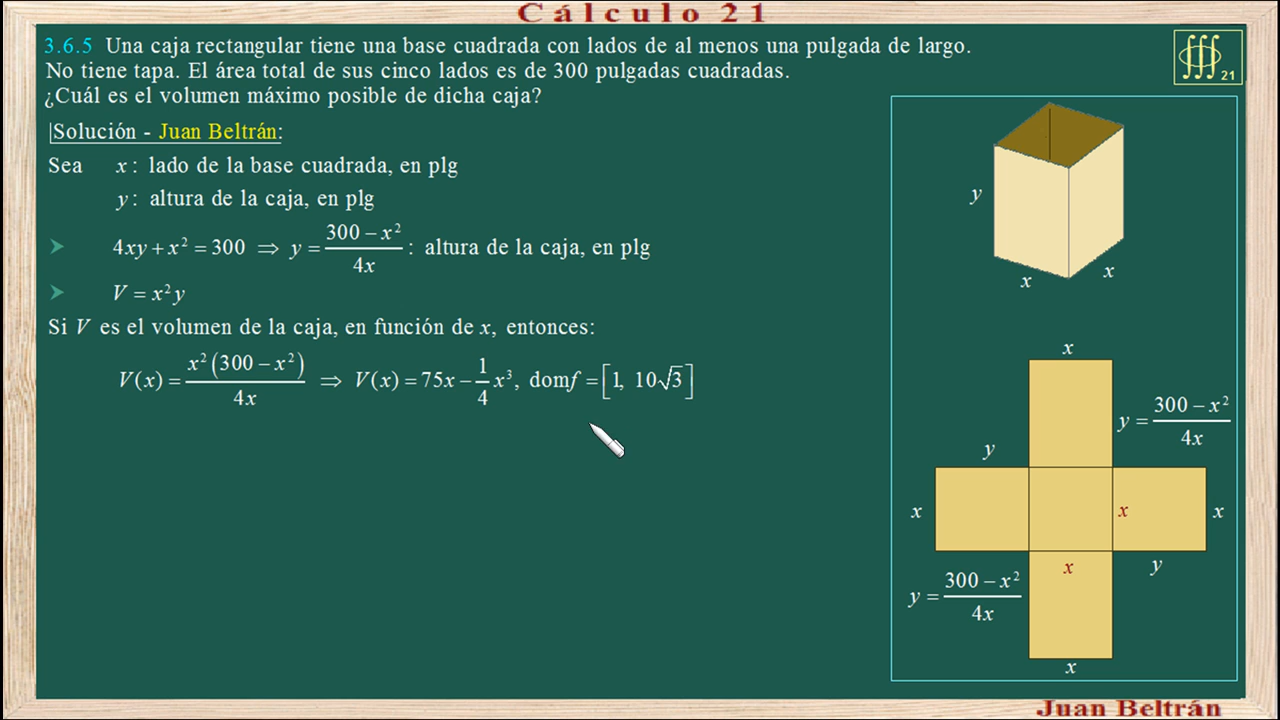 Cálculo 21
3.6.5 Una caja rectangular tiene una base cuadrada con lados de al menos una pulgada de largo.
No tiene tapa. El área total de sus cinco lados es de 300 pulgadas cuadradas.
¿Cuál es el volumen máximo posible de dicha caja?
∫∫∫ 21
Solución - Juan Beltrán:
Sea x : lado de la base cuadrada, en plg
y : altura de la caja, en plg
4xy + x² = 300 ⇒ y = (300 − x²)/(4x) : altura de la caja, en plg
V = x²y
Si V es el volumen de la caja, en función de x, entonces:
V(x) = x²(300 − x²)/(4x) ⇒ V(x) = 75x − 1/4 x³, domf = [1, 10√3]
y
x
x
x
y = (300 − x²)/(4x)
y
x
x
x
x
y
y = (300 − x²)/(4x)
x
Juan Beltrán